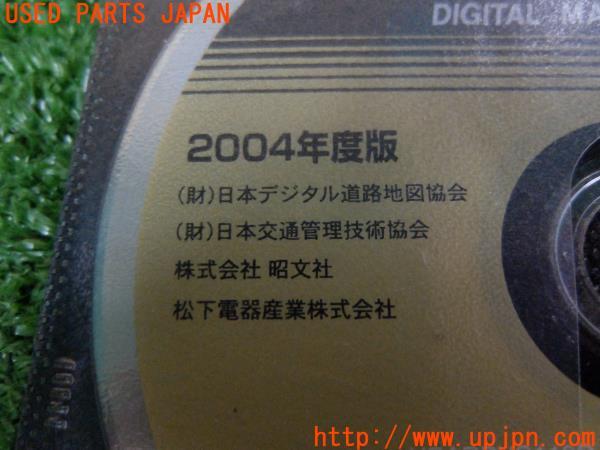 USED PARTS JAPAN
DIGITAL MA
2004年度版
(財)日本デジタル道路地図協会
(財)日本交通管理技術協会
株式会社 昭文社
松下電器産業株式会社
http://www.upjpn.com/